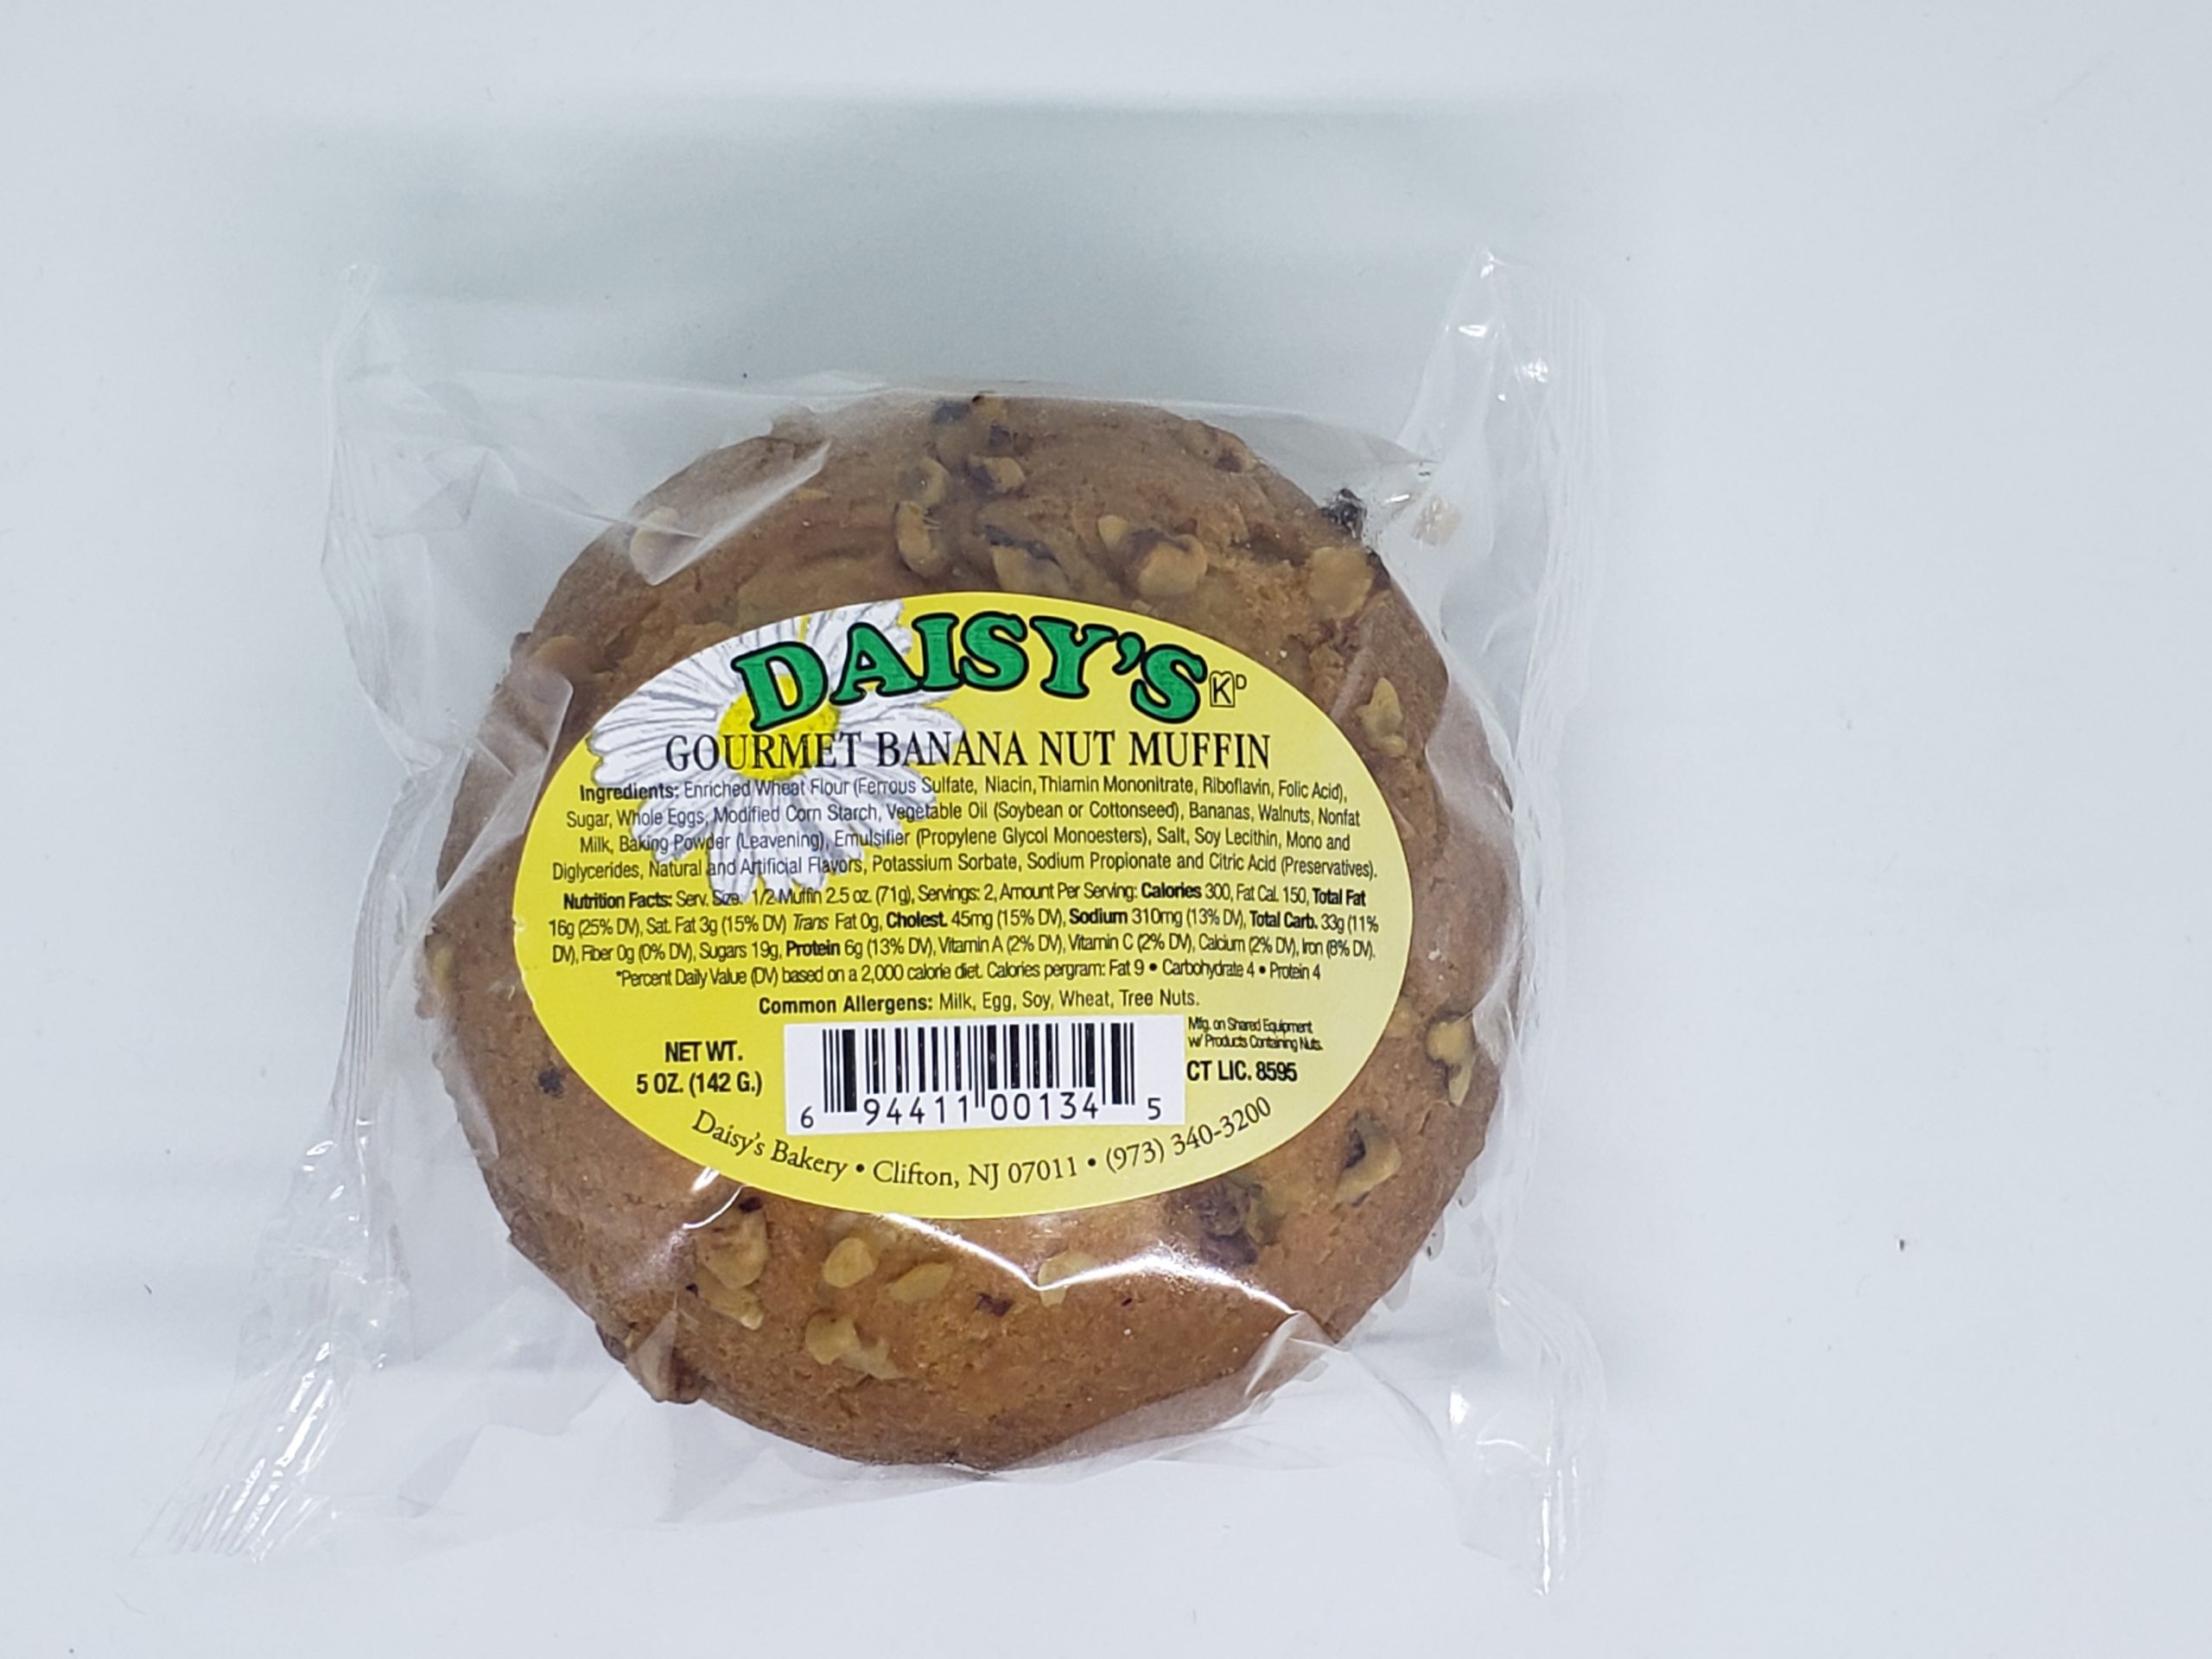 DAISY'S KD
GOURMET BANANA NUT MUFFIN
Ingredients: Enriched Wheat Flour (Ferrous Sulfate, Niacin, Thiamin Mononitrate, Riboflavin, Folic Acid),
Sugar, Whole Eggs, Modified Corn Starch, Vegetable Oil (Soybean or Cottonseed), Bananas, Walnuts, Nonfat
Milk, Baking Powder (Leavening), Emulsifier (Propylene Glycol Monoesters), Salt, Soy Lecithin, Mono and
Diglycerides, Natural and Artificial Flavors, Potassium Sorbate, Sodium Propionate and Citric Acid (Preservatives).
Nutrition Facts: Serv. Size: 1/2 Muffin 2.5 oz. (71g), Servings: 2, Amount Per Serving: Calories 300, Fat Cal. 150, Total Fat
16g (25% DV), Sat. Fat 3g (15% DV) Trans Fat 0g, Cholest. 45mg (15% DV), Sodium 310mg (13% DV), Total Carb. 33g (11%
DV), Fiber 0g (0% DV), Sugars 19g, Protein 6g (13% DV), Vitamin A (2% DV), Vitamin C (2% DV), Calcium (2% DV), Iron (8% DV).
*Percent Daily Value (DV) based on a 2,000 calorie diet. Calories pergram: Fat 9 • Carbohydrate 4 • Protein 4
Common Allergens: Milk, Egg, Soy, Wheat, Tree Nuts.
Mfg. on Shared Equipment
w/ Products Containing Nuts.
NET WT.
5 OZ. (142 G.)
CT LIC. 8595
6 94411 00134 5
Daisy's Bakery • Clifton, NJ 07011 • (973) 340-3200